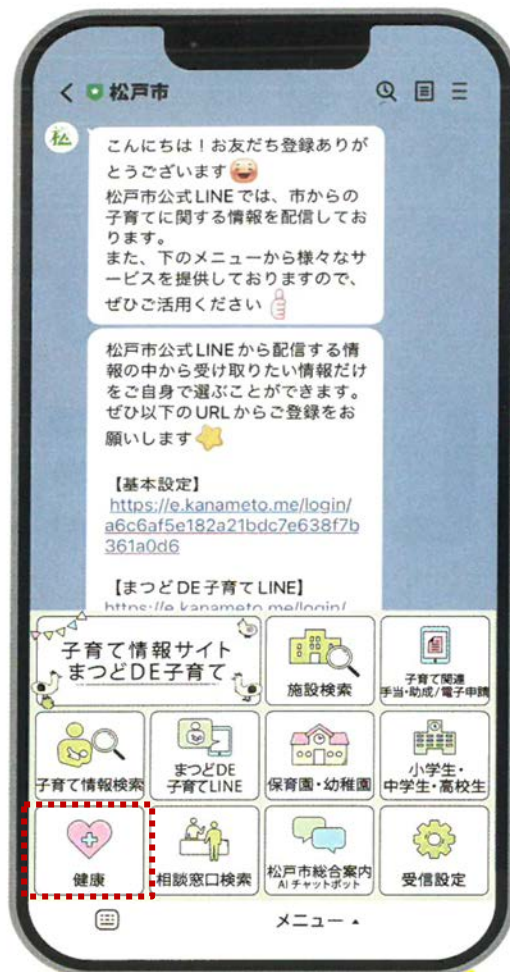 松戸市
松
こんにちは！お友だち登録ありが
とうございます
松戸市公式LINEでは、市からの
子育てに関する情報を配信してお
ります。
また、下のメニューから様々なサ
ービスを提供しておりますので、
ぜひご活用ください
松戸市公式LINEから配信する情
報の中から受け取りたい情報だけ
をご自身で選ぶことができます。
ぜひ以下のURLからご登録をお
願いします
【基本設定】
https://e.kanameto.me/login/
a6c6af5e182a21bdc7e638f7b
361a0d6
【まつどDE子育てLINE】
https://e.kanameto.me/login/
子育て情報サイト
まつどDE子育て
施設検索
子育て関連
手当・助成/電子申請
子育て情報検索
まつどDE
子育てLINE
保育園・幼稚園
小学生・
中学生・高校生
健康
相談窓口検索
松戸市総合案内
AIチャットボット
受信設定
メニュー